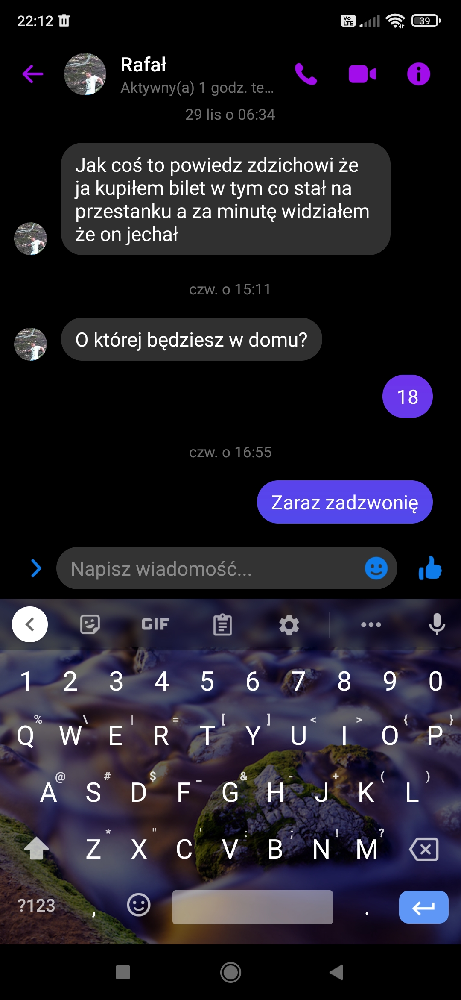 22:12
Vo LTE
39
Rafał
Aktywny(a) 1 godz. te...
29 lis o 06:34
Jak coś to powiedz zdzichowi że
ja kupiłem bilet w tym co stał na
przestanku a za minutę widziałem
że on jechał
czw. o 15:11
O której będziesz w domu?
18
czw. o 16:55
Zaraz zadzwonię
Napisz wiadomość...
GIF
1 2 3 4 5 6 7 8 9 0
% \ | = [ ] < > { }
Q W E R T Y U I O P
@ # $ _ & - + ( )
A S D F G H J K L
* " ' : ; ! ?
Z X C V B N M
?123 , .